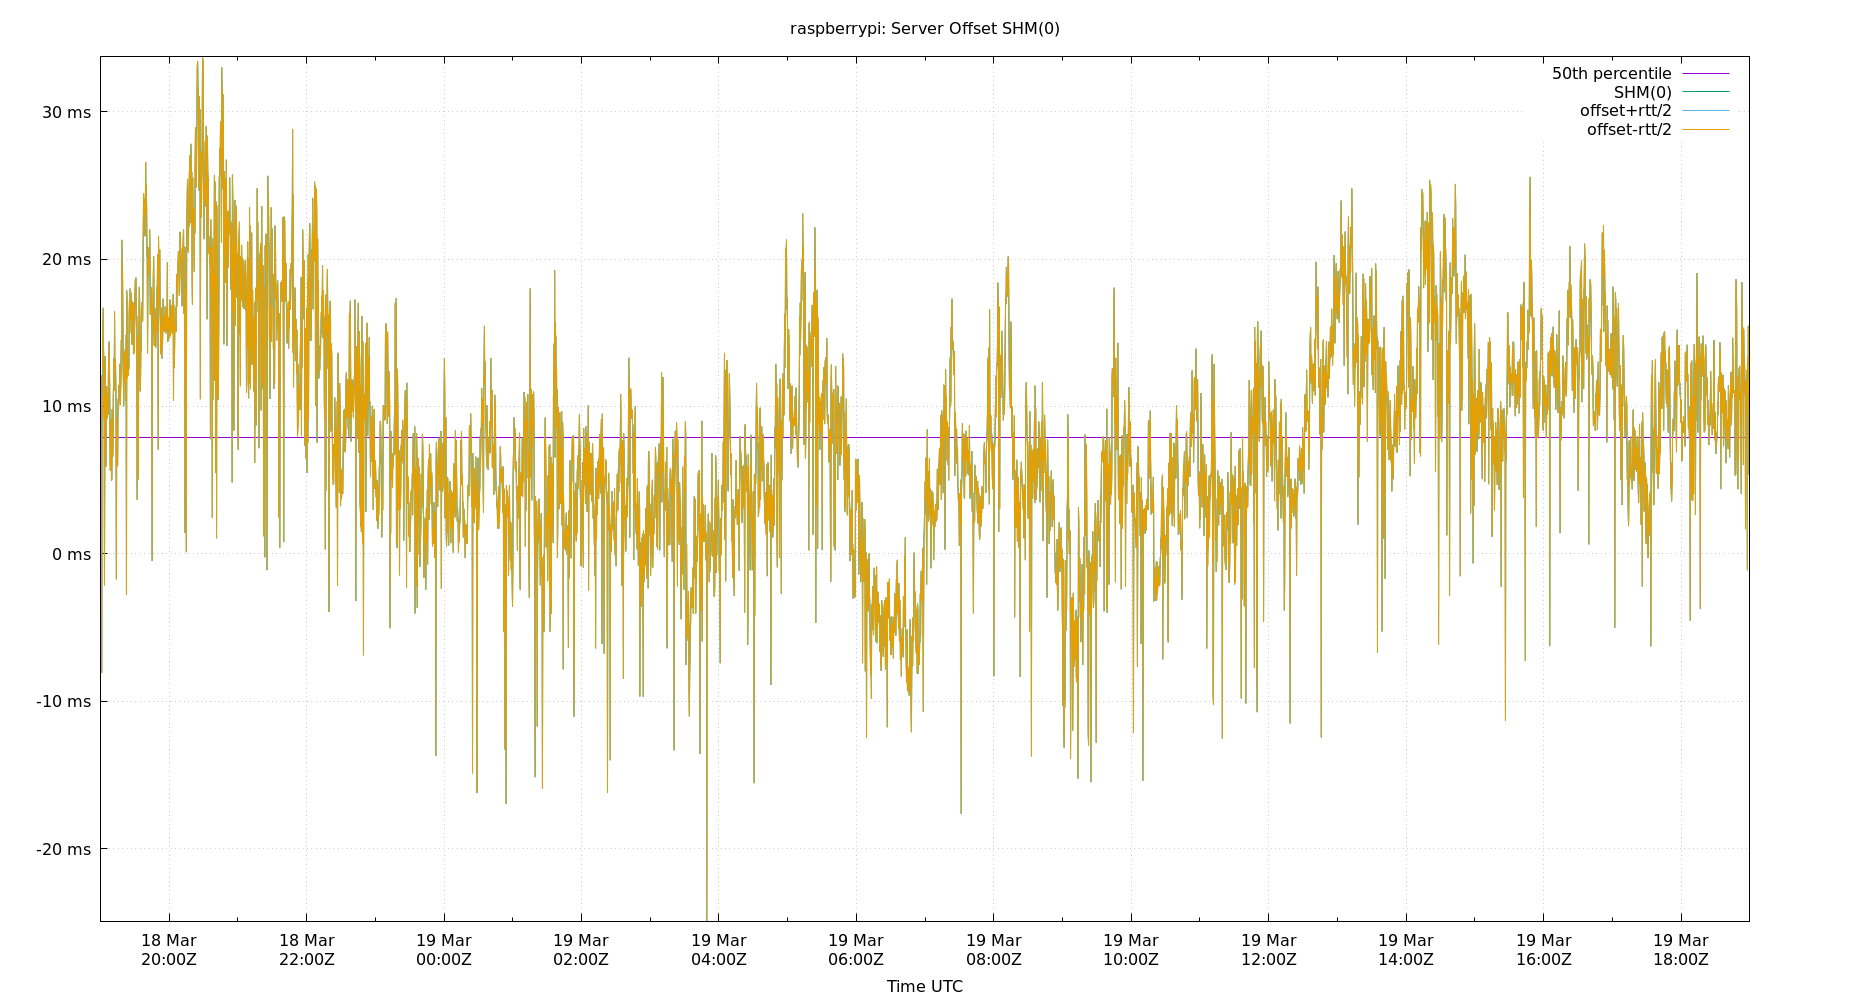 raspberrypi: Server Offset SHM(0)
50th percentile
SHM(0)
offset+rtt/2
offset-rtt/2
30 ms
20 ms
10 ms
0 ms
-10 ms
-20 ms
18 Mar 18 Mar 19 Mar 19 Mar 19 Mar 19 Mar 19 Mar 19 Mar 19 Mar 19 Mar 19 Mar 19 Mar
20:00Z 22:00Z 00:00Z 02:00Z 04:00Z 06:00Z 08:00Z 10:00Z 12:00Z 14:00Z 16:00Z 18:00Z
Time UTC